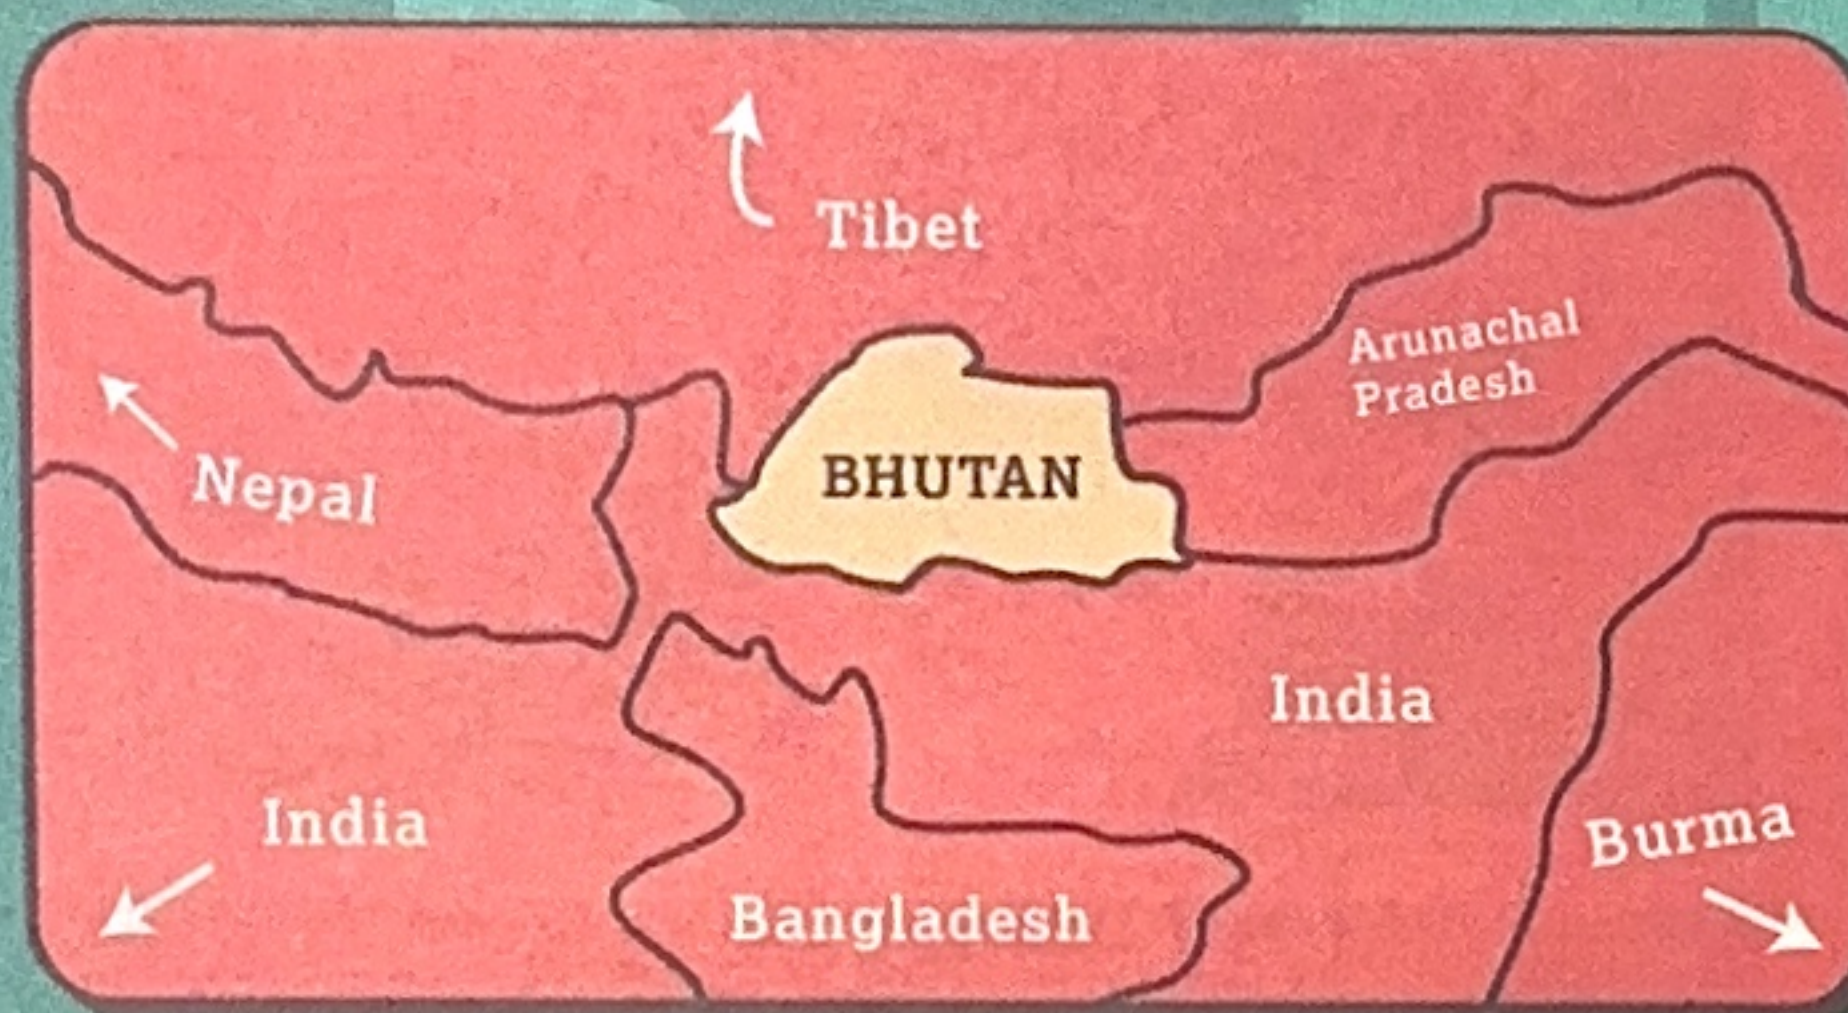 Tibet
Arunachal
Pradesh
BHUTAN
Nepal
India
India
Burma
Bangladesh